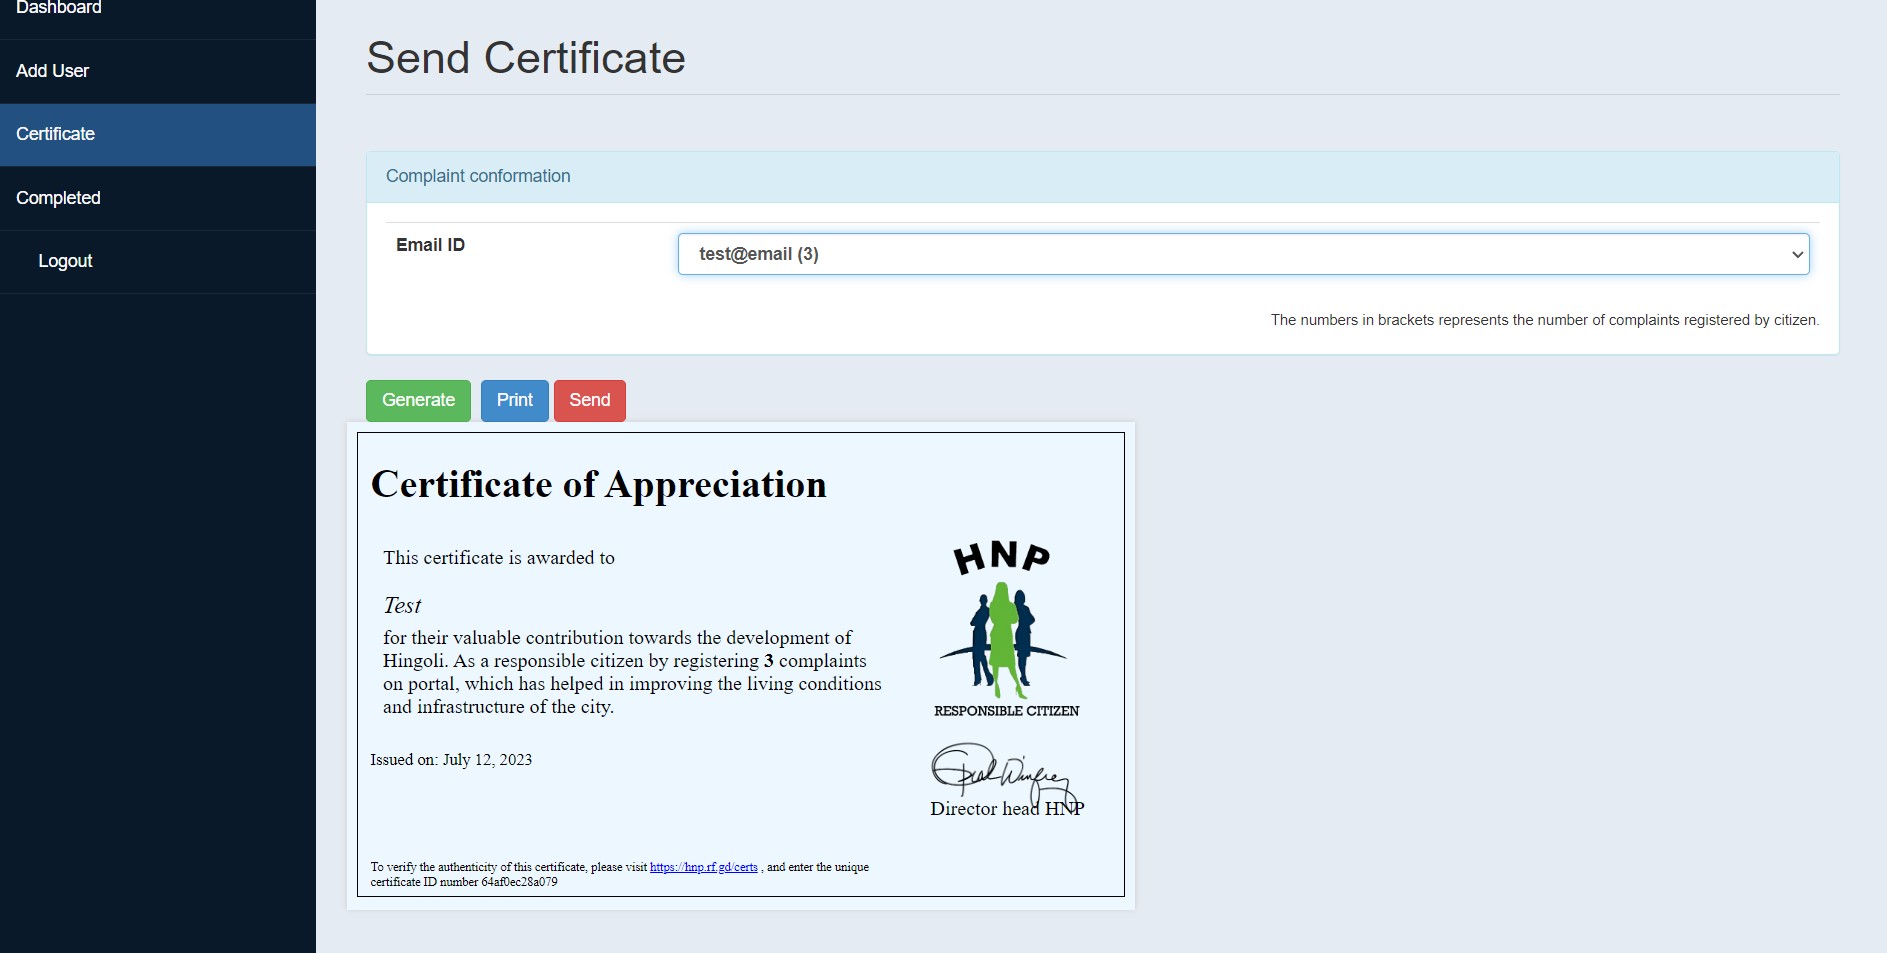 Dashboard
Add User
Certificate
Completed
Logout
Send Certificate
Complaint conformation
Email ID
test@email (3)
The numbers in brackets represents the number of complaints registered by citizen.
Generate
Print
Send
Certificate of Appreciation
This certificate is awarded to
Test
for their valuable contribution towards the development of
Hingoli. As a responsible citizen by registering 3 complaints
on portal, which has helped in improving the living conditions
and infrastructure of the city.
Issued on: July 12, 2023
HNP
RESPONSIBLE CITIZEN
Director head HNP
To verify the authenticity of this certificate, please visit https://hnp.rf.gd/certs , and enter the unique
certificate ID number 64af0ec28a079